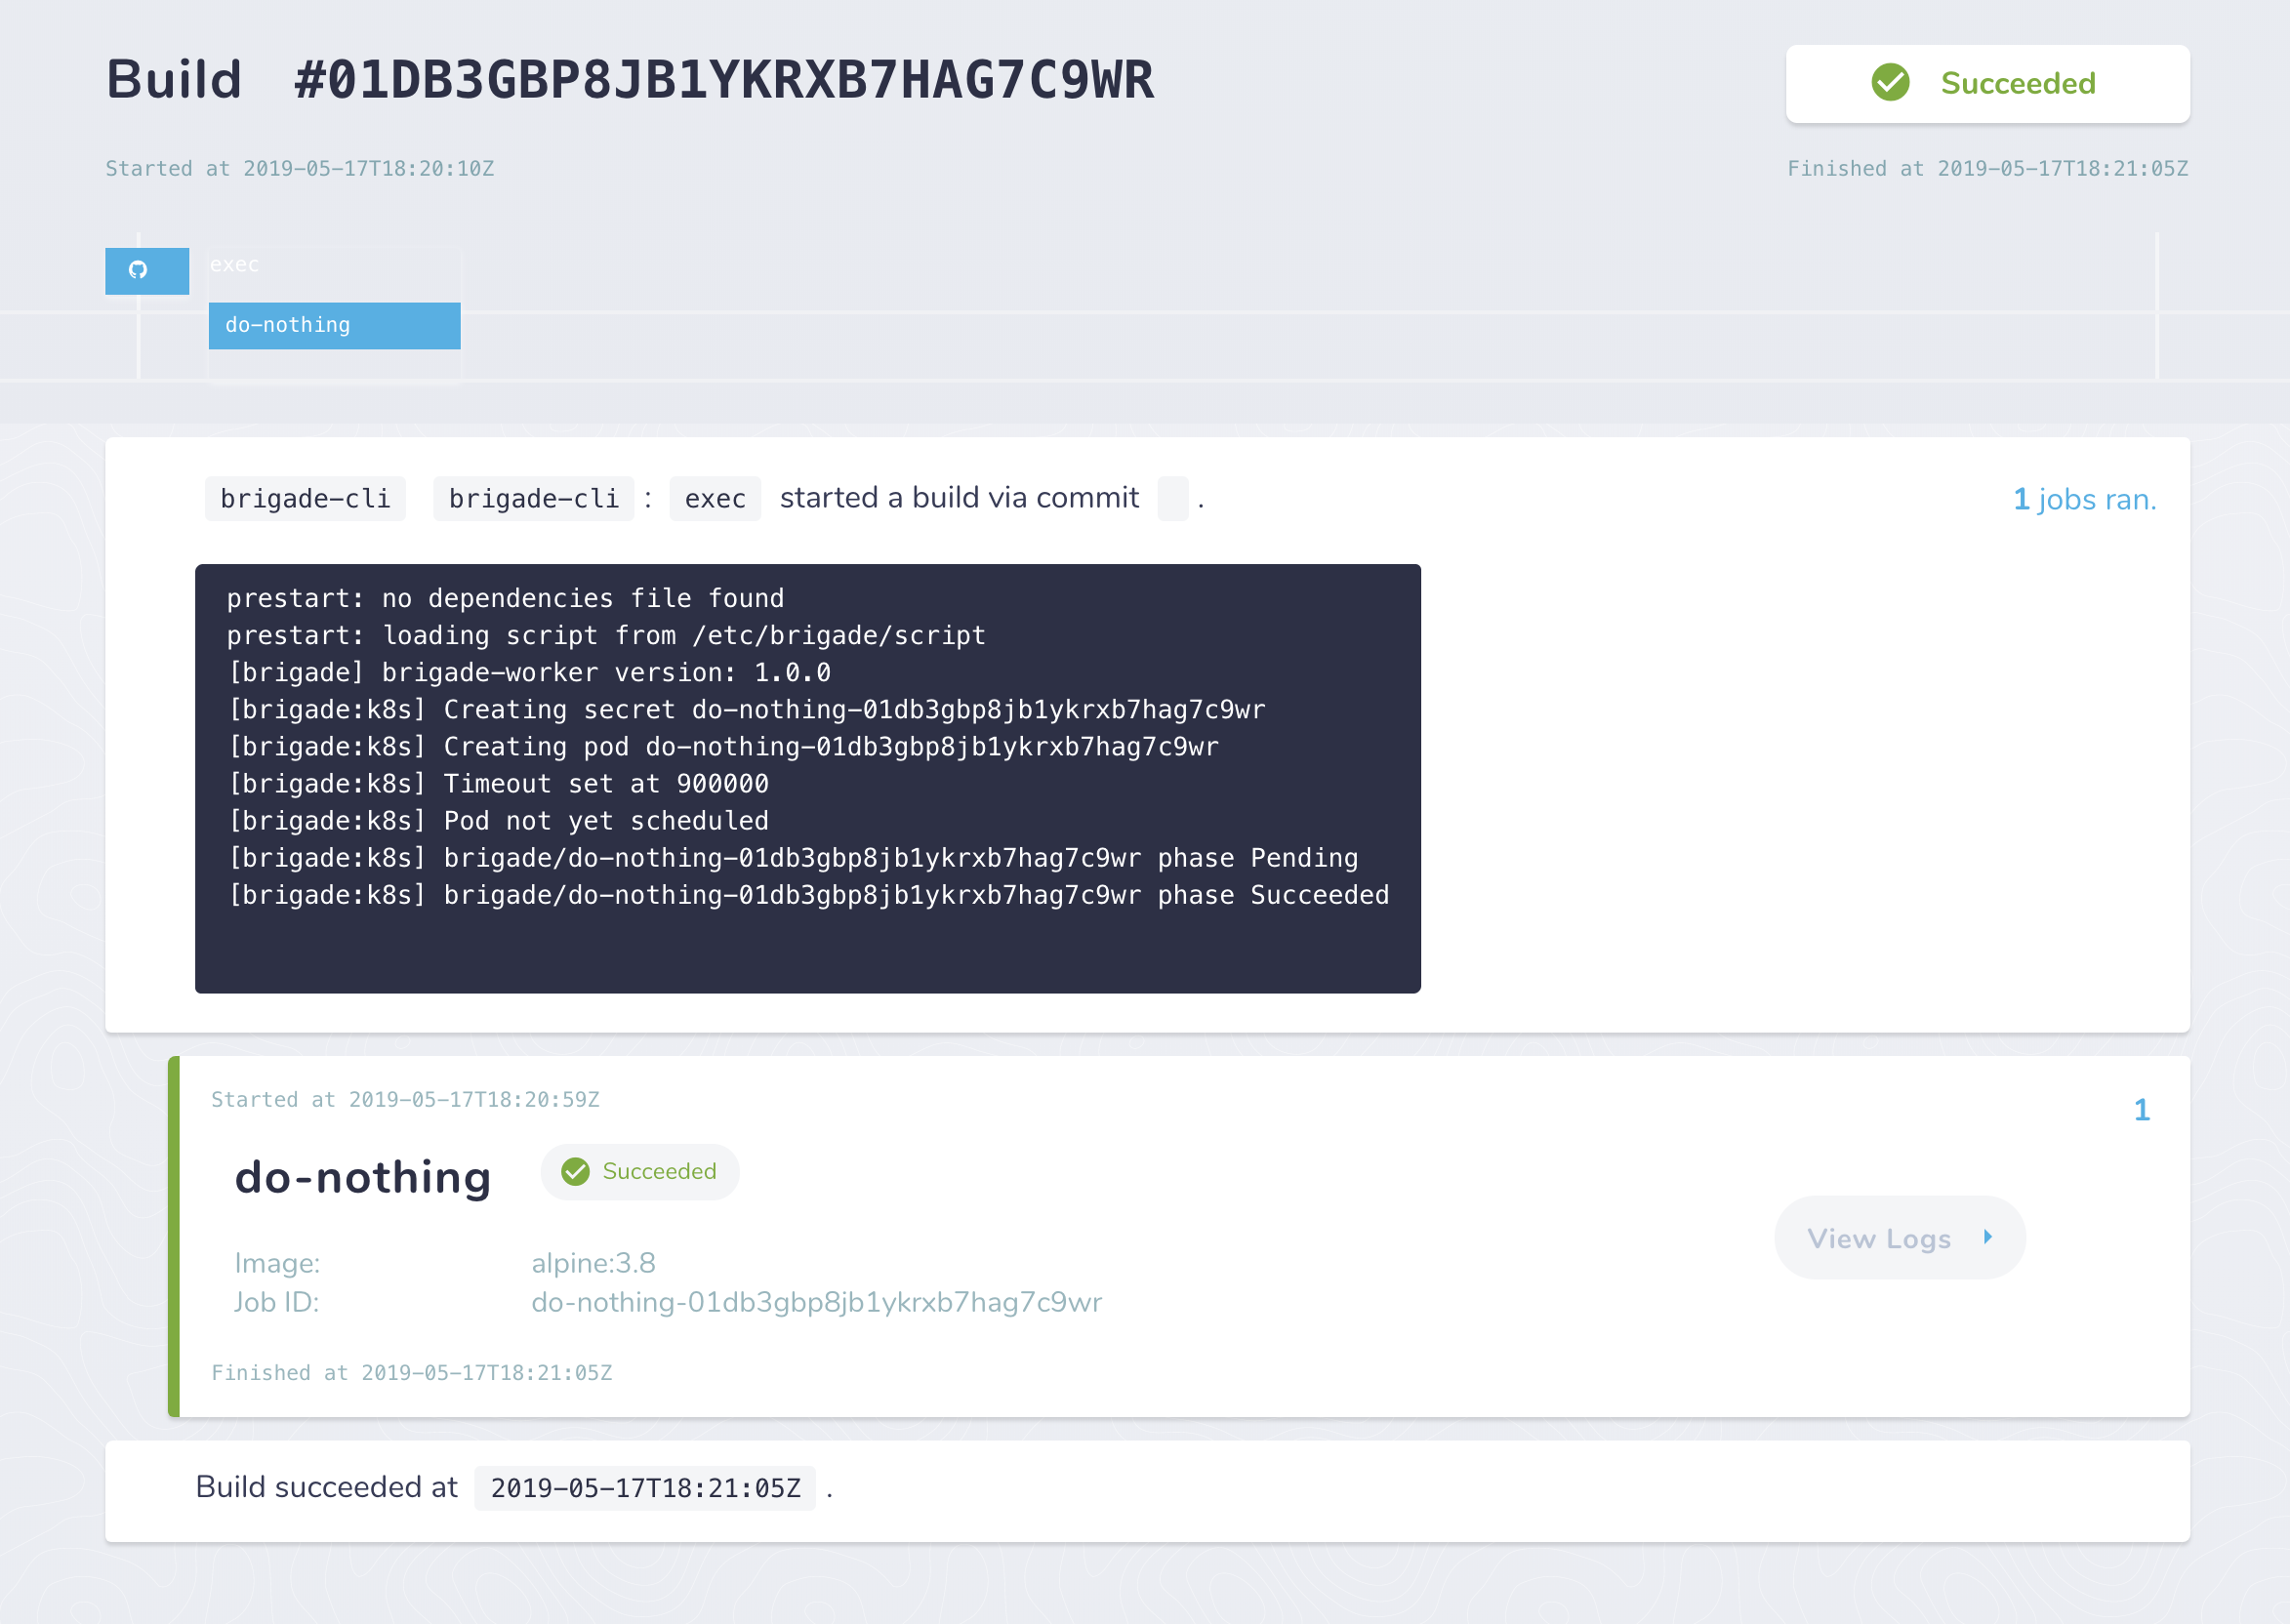 Build #01DB3GBP8JB1YKRXB7HAG7C9WR
Succeeded
Started at 2019-05-17T18:20:10Z
Finished at 2019-05-17T18:21:05Z
exec
do-nothing
brigade-cli brigade-cli : exec started a build via commit .
1 jobs ran.
prestart: no dependencies file found
prestart: loading script from /etc/brigade/script
[brigade] brigade-worker version: 1.0.0
[brigade:k8s] Creating secret do-nothing-01db3gbp8jb1ykrxb7hag7c9wr
[brigade:k8s] Creating pod do-nothing-01db3gbp8jb1ykrxb7hag7c9wr
[brigade:k8s] Timeout set at 900000
[brigade:k8s] Pod not yet scheduled
[brigade:k8s] brigade/do-nothing-01db3gbp8jb1ykrxb7hag7c9wr phase Pending
[brigade:k8s] brigade/do-nothing-01db3gbp8jb1ykrxb7hag7c9wr phase Succeeded
Started at 2019-05-17T18:20:59Z
1
do-nothing
Succeeded
View Logs
Image: alpine:3.8
Job ID: do-nothing-01db3gbp8jb1ykrxb7hag7c9wr
Finished at 2019-05-17T18:21:05Z
Build succeeded at 2019-05-17T18:21:05Z .